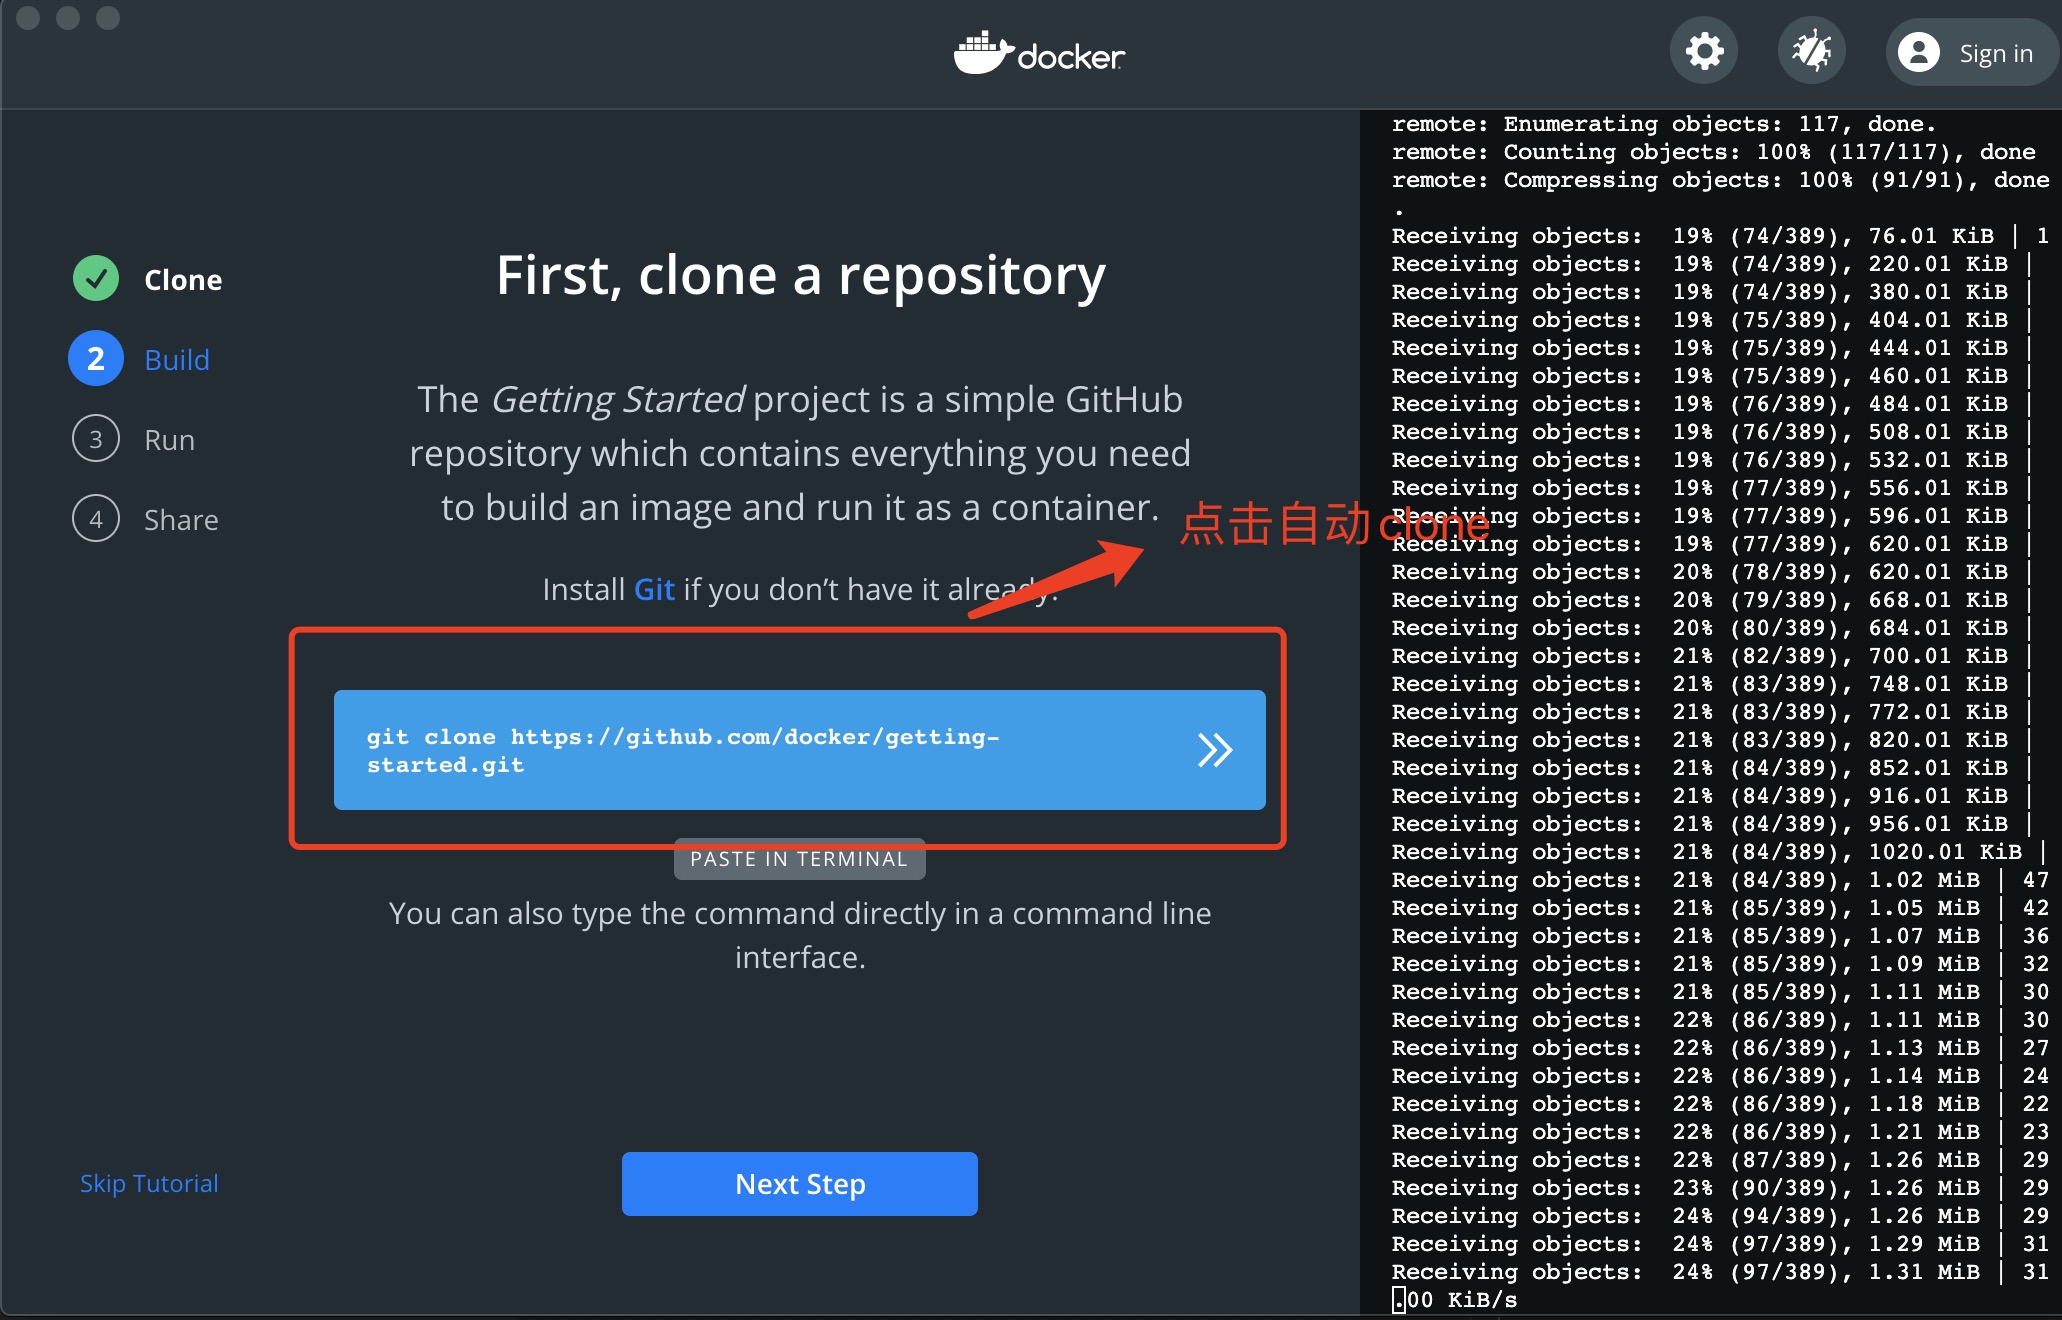 docker
Sign in
Clone
2 Build
3 Run
4 Share
First, clone a repository
The Getting Started project is a simple GitHub
repository which contains everything you need
to build an image and run it as a container.
点击自动clone
Install Git if you don’t have it already.
git clone https://github.com/docker/getting-
started.git
PASTE IN TERMINAL
You can also type the command directly in a command line
interface.
Skip Tutorial
Next Step
remote: Enumerating objects: 117, done.
remote: Counting objects: 100% (117/117), done
remote: Compressing objects: 100% (91/91), done
.
Receiving objects:  19% (74/389), 76.01 KiB | 1
Receiving objects:  19% (74/389), 220.01 KiB |
Receiving objects:  19% (74/389), 380.01 KiB |
Receiving objects:  19% (75/389), 404.01 KiB |
Receiving objects:  19% (75/389), 444.01 KiB |
Receiving objects:  19% (75/389), 460.01 KiB |
Receiving objects:  19% (76/389), 484.01 KiB |
Receiving objects:  19% (76/389), 508.01 KiB |
Receiving objects:  19% (76/389), 532.01 KiB |
Receiving objects:  19% (77/389), 556.01 KiB |
Receiving objects:  19% (77/389), 596.01 KiB |
Receiving objects:  19% (77/389), 620.01 KiB |
Receiving objects:  20% (78/389), 620.01 KiB |
Receiving objects:  20% (79/389), 668.01 KiB |
Receiving objects:  20% (80/389), 684.01 KiB |
Receiving objects:  21% (82/389), 700.01 KiB |
Receiving objects:  21% (83/389), 748.01 KiB |
Receiving objects:  21% (83/389), 772.01 KiB |
Receiving objects:  21% (83/389), 820.01 KiB |
Receiving objects:  21% (84/389), 852.01 KiB |
Receiving objects:  21% (84/389), 916.01 KiB |
Receiving objects:  21% (84/389), 956.01 KiB |
Receiving objects:  21% (84/389), 1020.01 KiB |
Receiving objects:  21% (84/389), 1.02 MiB | 47
Receiving objects:  21% (85/389), 1.05 MiB | 42
Receiving objects:  21% (85/389), 1.07 MiB | 36
Receiving objects:  21% (85/389), 1.09 MiB | 32
Receiving objects:  21% (85/389), 1.11 MiB | 30
Receiving objects:  22% (86/389), 1.11 MiB | 30
Receiving objects:  22% (86/389), 1.13 MiB | 27
Receiving objects:  22% (86/389), 1.14 MiB | 24
Receiving objects:  22% (86/389), 1.18 MiB | 22
Receiving objects:  22% (86/389), 1.21 MiB | 23
Receiving objects:  22% (87/389), 1.26 MiB | 29
Receiving objects:  23% (90/389), 1.26 MiB | 29
Receiving objects:  24% (94/389), 1.26 MiB | 29
Receiving objects:  24% (97/389), 1.29 MiB | 31
Receiving objects:  24% (97/389), 1.31 MiB | 31
.00 KiB/s